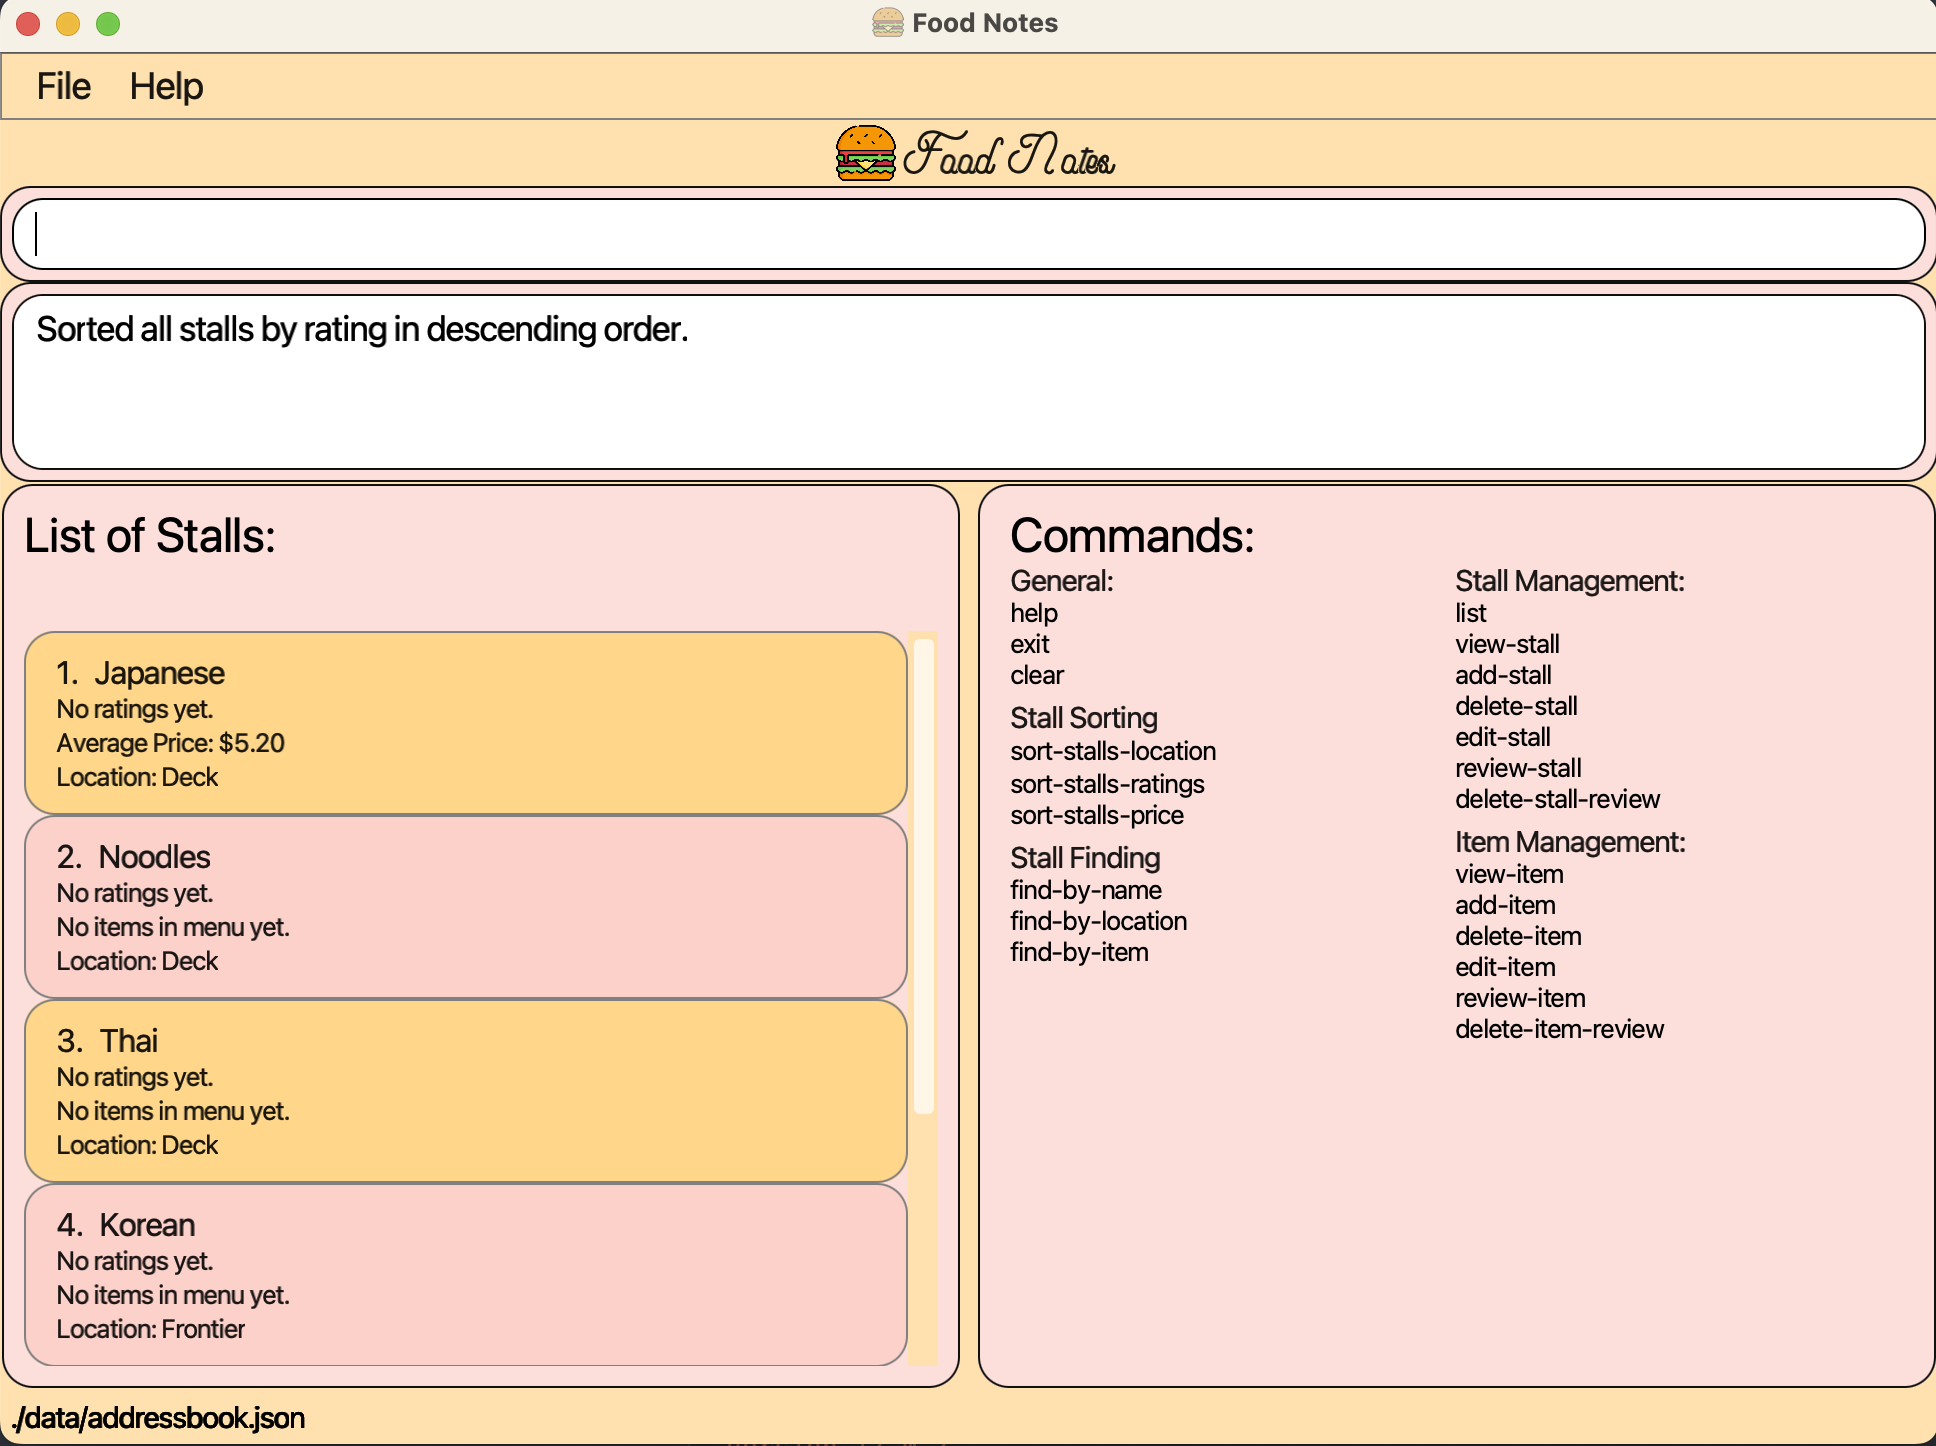 Food Notes
File Help
Food Notes
Sorted all stalls by rating in descending order.
List of Stalls:
1. Japanese
No ratings yet.
Average Price: $5.20
Location: Deck
2. Noodles
No ratings yet.
No items in menu yet.
Location: Deck
3. Thai
No ratings yet.
No items in menu yet.
Location: Deck
4. Korean
No ratings yet.
No items in menu yet.
Location: Frontier
Commands:
General:
help
exit
clear
Stall Sorting
sort-stalls-location
sort-stalls-ratings
sort-stalls-price
Stall Finding
find-by-name
find-by-location
find-by-item
Stall Management:
list
view-stall
add-stall
delete-stall
edit-stall
review-stall
delete-stall-review
Item Management:
view-item
add-item
delete-item
edit-item
review-item
delete-item-review
./data/addressbook.json